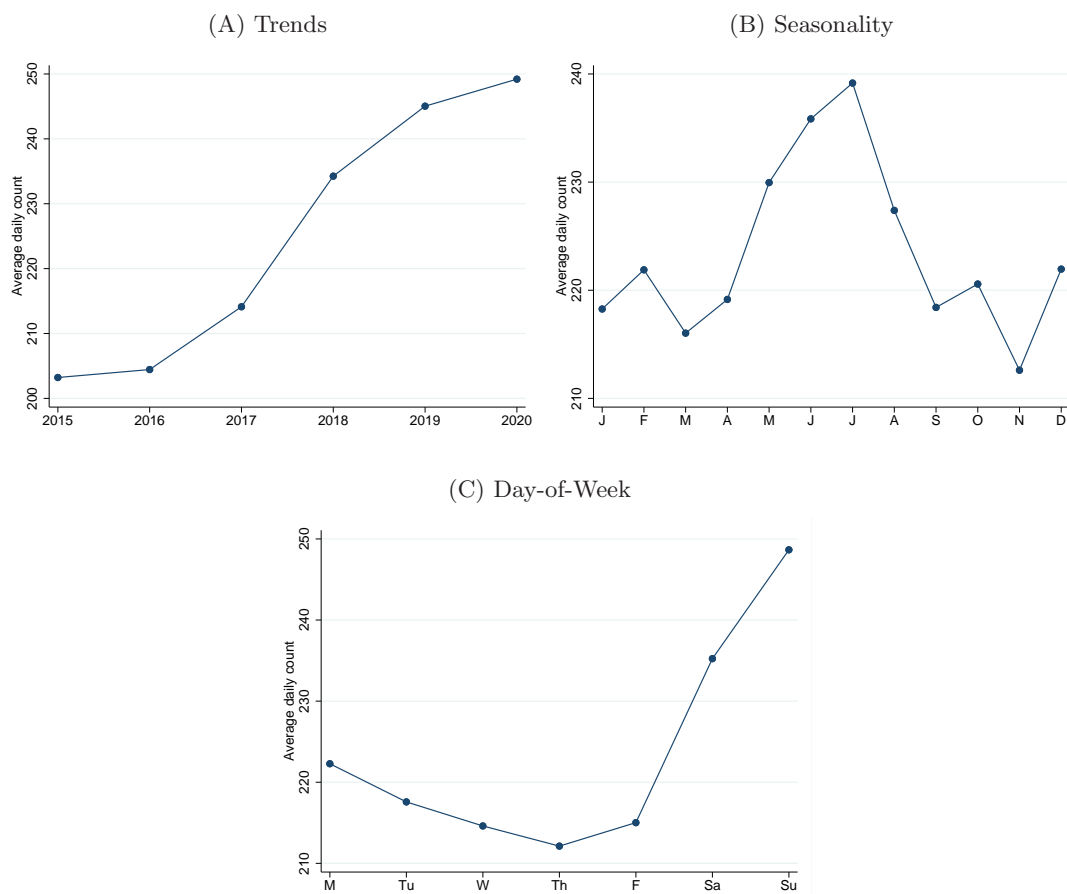 (A) Trends
Average daily count
250
240
230
220
210
200
2015 2016 2017 2018 2019 2020
(B) Seasonality
Average daily count
240
230
220
210
J F M A M J J A S O N D
(C) Day-of-Week
Average daily count
250
240
230
220
210
M Tu W Th F Sa Su